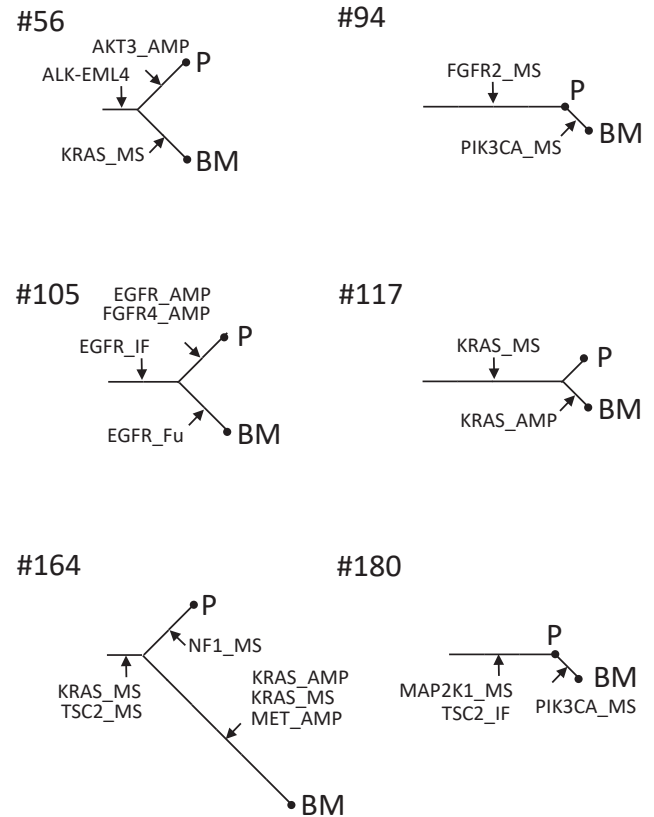 #56
AKT3_AMP
P
ALK-EML4
KRAS_MS
BM
#94
FGFR2_MS
P
PIK3CA_MS
BM
#105
EGFR_AMP
FGFR4_AMP
P
EGFR_IF
EGFR_Fu
BM
#117
KRAS_MS
P
KRAS_AMP
BM
#164
P
NF1_MS
KRAS_MS
TSC2_MS
KRAS_AMP
KRAS_MS
MET_AMP
BM
#180
P
BM
MAP2K1_MS
TSC2_IF
PIK3CA_MS